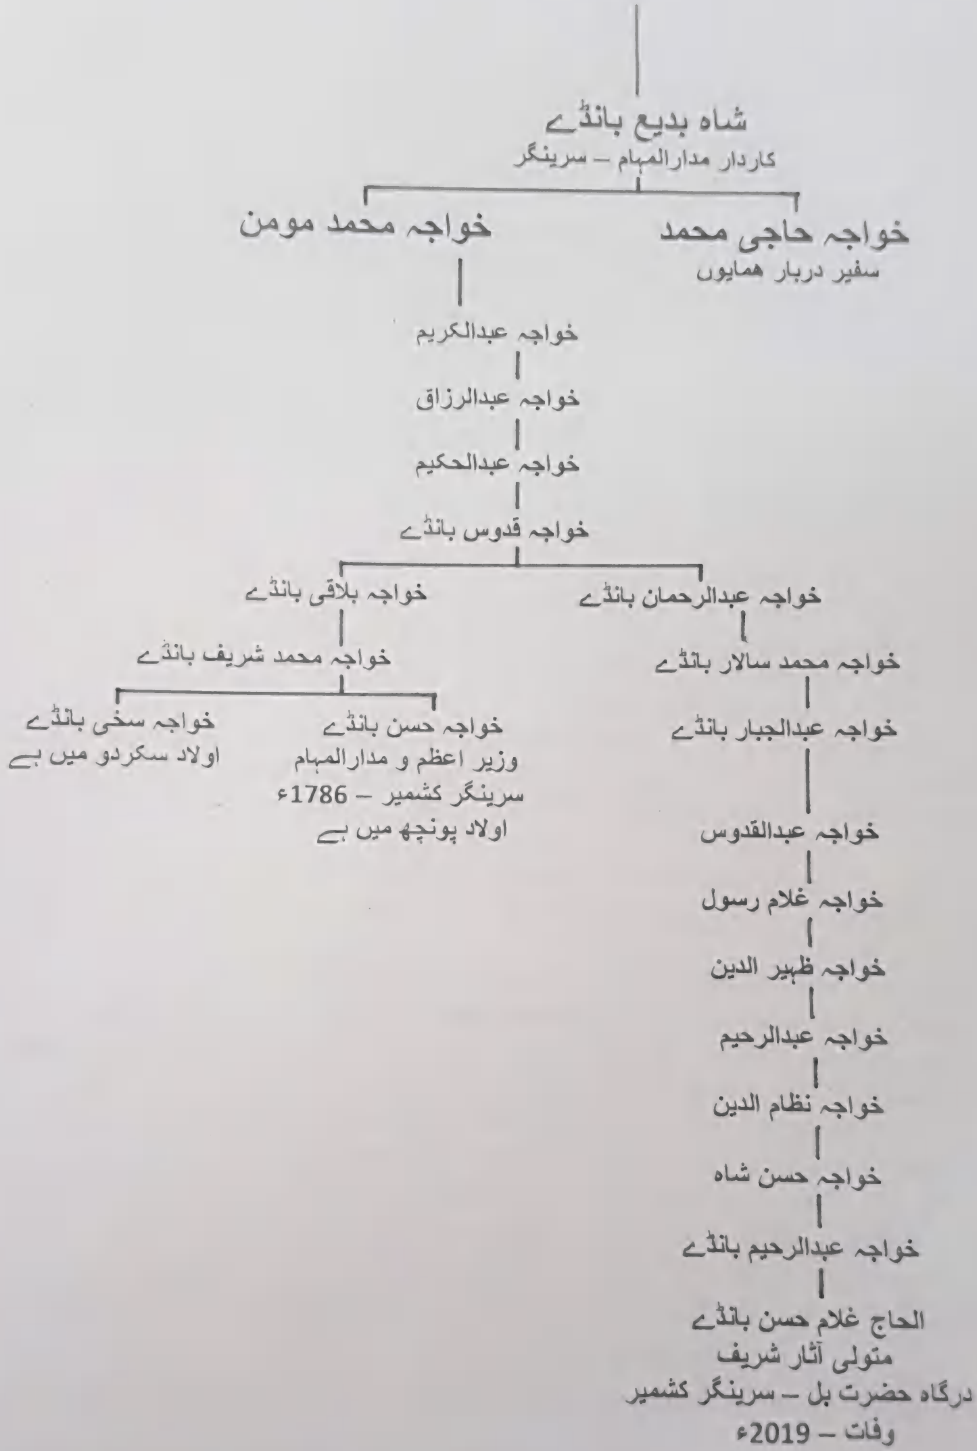 شاہ بدیع بانڈے
کاردار مدارالمہام – سرینگر
خواجہ حاجی محمد
سفیر دربار همایوں
خواجہ محمد مومن
خواجہ عبدالکریم
خواجہ عبدالرزاق
خواجہ عبدالحکیم
خواجہ قدوس بانڈے
خواجہ عبدالرحمان بانڈے
خواجہ بلاقی بانڈے
خواجہ محمد سالار بانڈے
خواجہ محمد شریف بانڈے
خواجہ عبدالجبار بانڈے
خواجہ حسن بانڈے
وزیر اعظم و مدارالمہام
سرینگر کشمیر – 1786ء
اولاد پونچھ میں ہے
خواجہ سخی بانڈے
اولاد سکردو میں ہے
خواجہ عبدالقدوس
خواجہ غلام رسول
خواجہ ظہیر الدین
خواجہ عبدالرحیم
خواجہ نظام الدین
خواجہ حسن شاہ
خواجہ عبدالرحیم بانڈے
الحاج غلام حسن بانڈے
متولی آثار شریف
درگاہ حضرت بل – سرینگر کشمیر
وفات – 2019ء